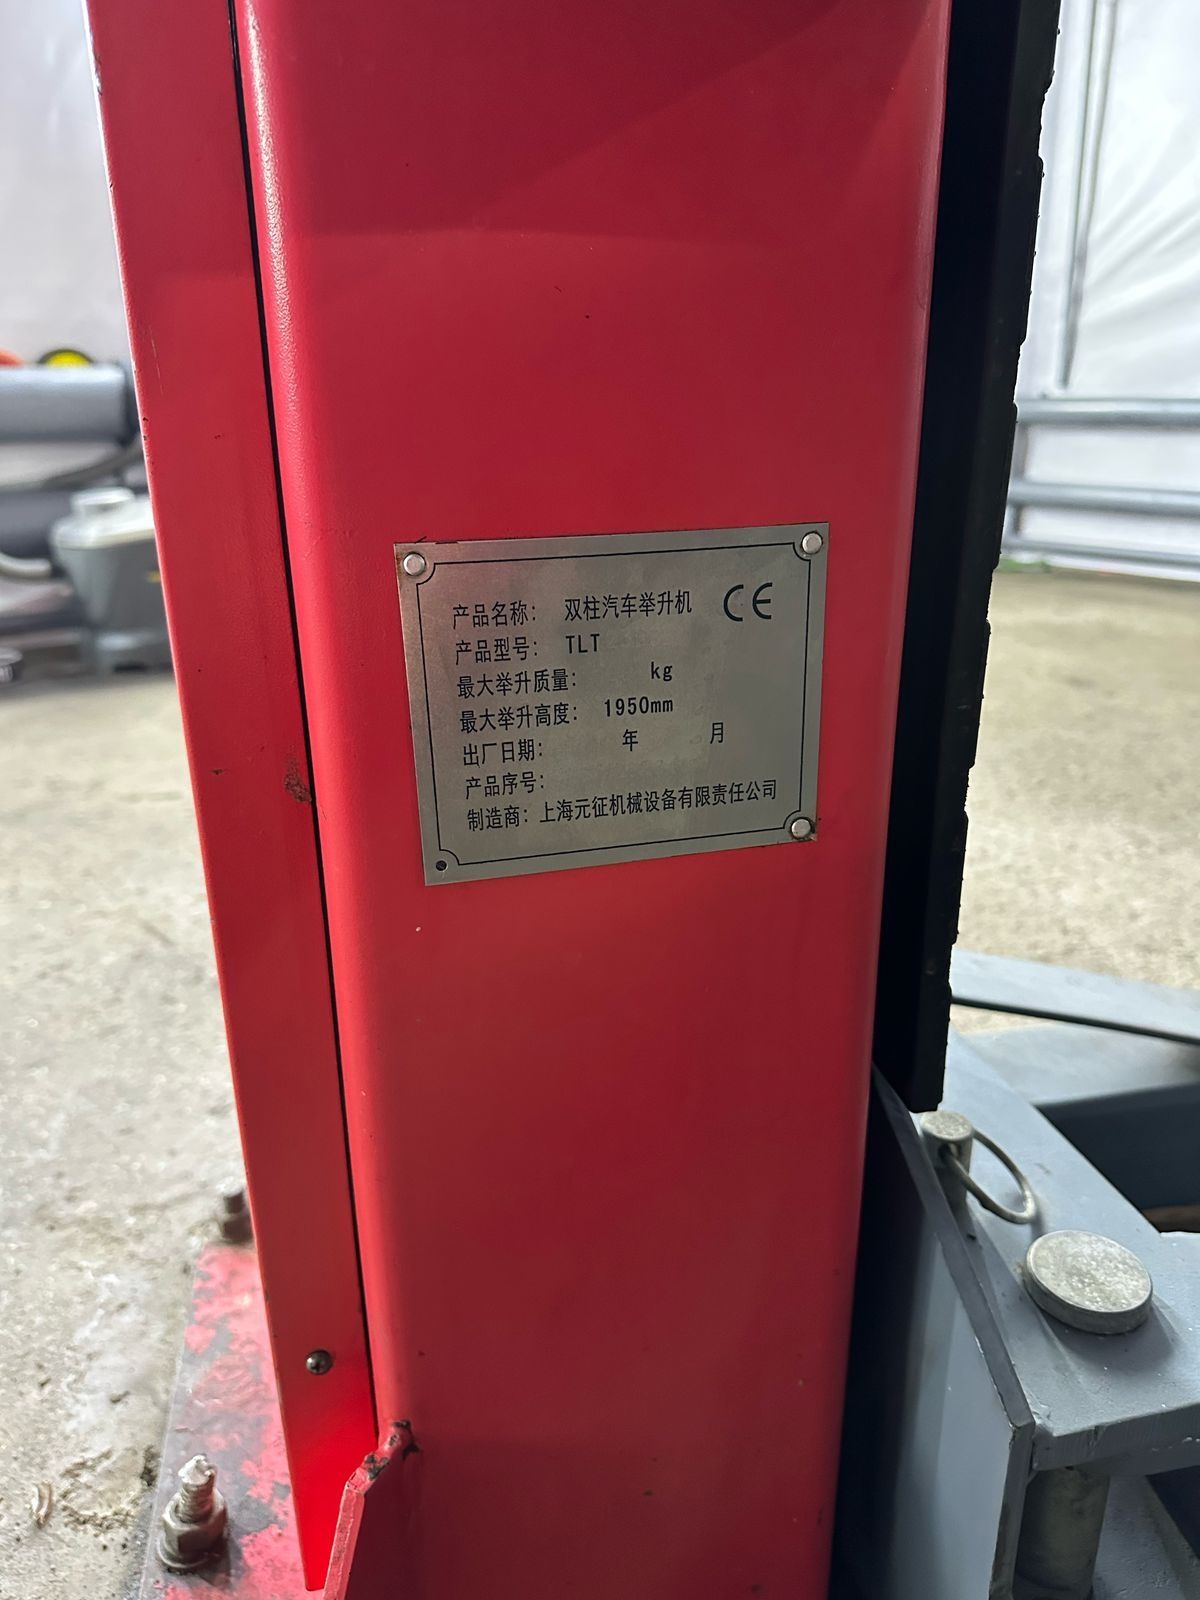 产品名称： 双柱汽车举升机 CE
产品型号： TLT
最大举升质量： kg
最大举升高度： 1950mm
出厂日期： 年 月
产品序号：
制造商：上海元征机械设备有限责任公司